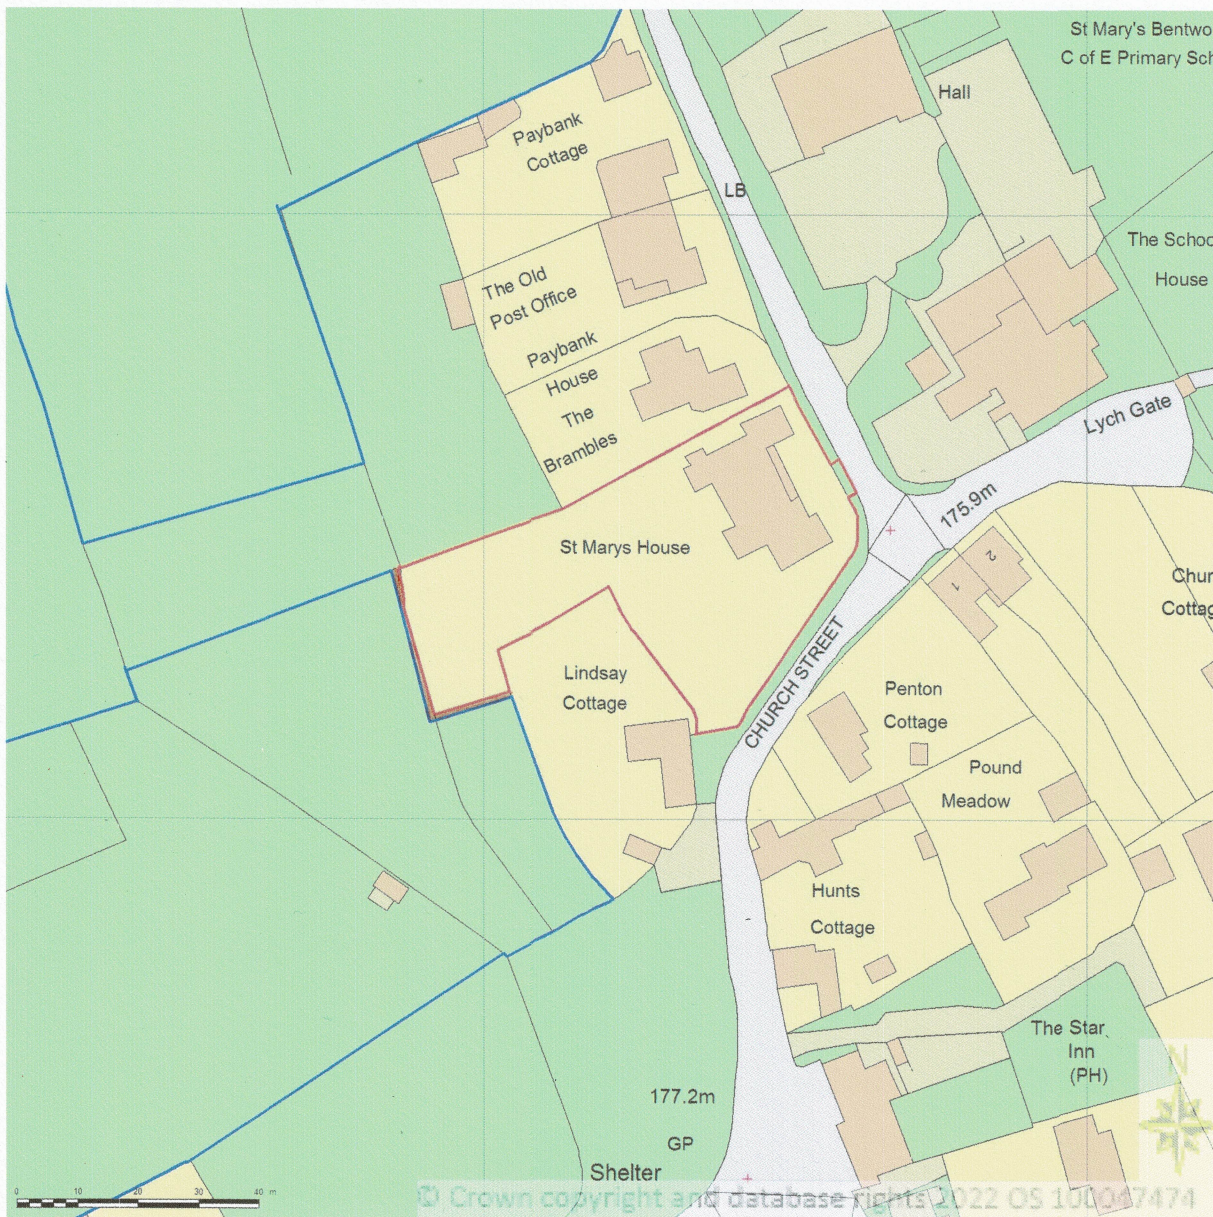 St Mary's Bentwo
C of E Primary Sch
Hall
Paybank
Cottage
LB
The Schoo
House
The Old
Post Office
Paybank
House
The
Brambles
Lych Gate
175.9m
St Marys House
2
1
Chur
Cottag
Lindsay
Cottage
CHURCH STREET
Penton
Cottage
Pound
Meadow
Hunts
Cottage
The Star
Inn
(PH)
N
177.2m
GP
Shelter
0 10 20 30 40 m
© Crown copyright and database rights 2022 OS 100047474